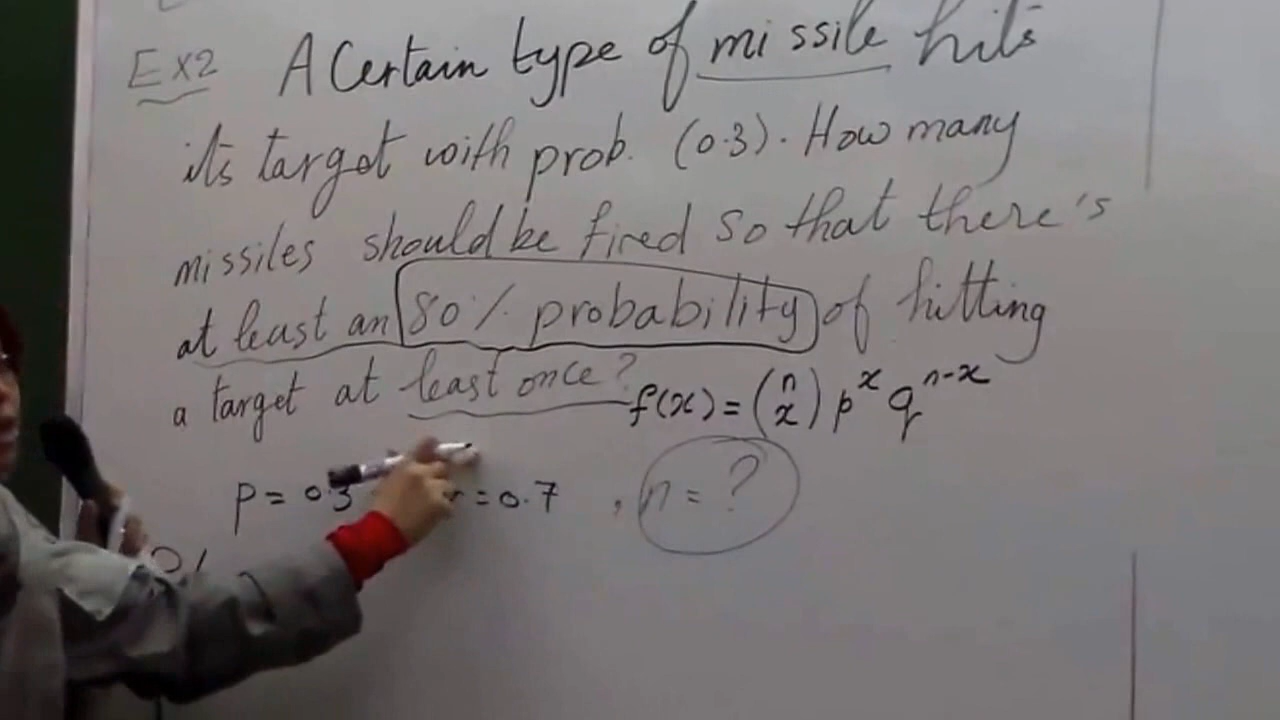 Ex2 A Certain type of missile hits
its target with prob. (0.3). How many
missiles should be fired so that there's
at least an 80% probability of hitting
a target at least once?
f(x) = (n x) p^x q^n-x
p = 0.3 = 0.7 , n = ?